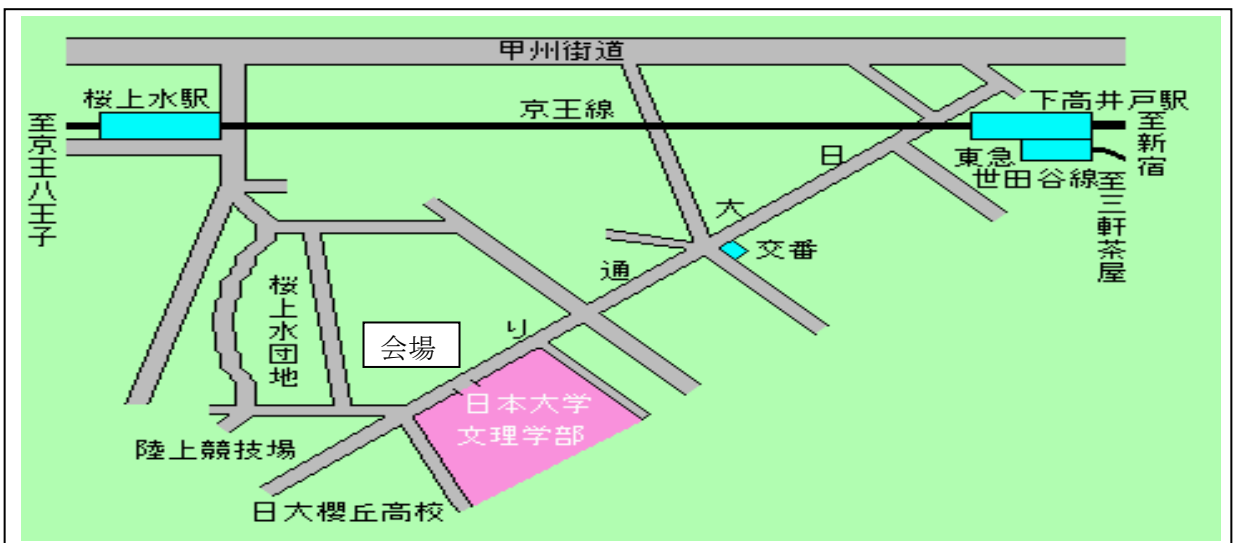 甲州街道
桜上水駅
京王線
下高井戸駅
至京王八王子
至新宿
東急
世田谷線
至三軒茶屋
日大通り
交番
桜上水団地
会場
日本大学
文理学部
陸上競技場
日大櫻丘高校